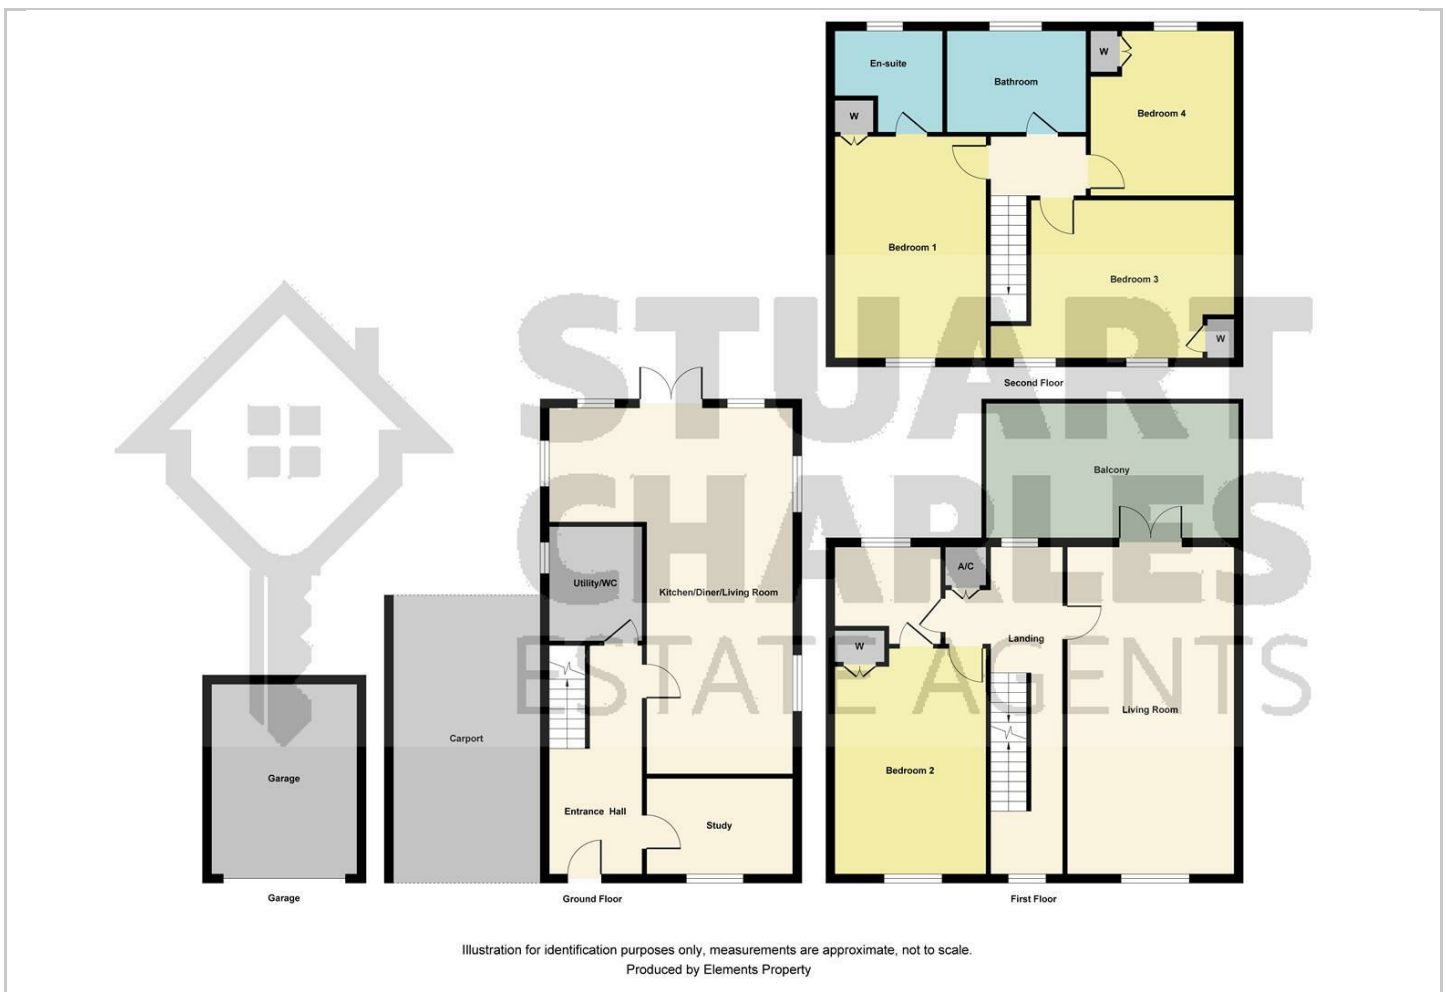 En-suite
Bathroom
W
Bedroom 4
W
Bedroom 1
Bedroom 3
W
Second Floor
STUART
CHARLES
ESTATE AGENTS
Balcony
A/C
Utility/WC
Kitchen/Diner/Living Room
Landing
W
Living Room
Carport
Garage
Bedroom 2
Entrance Hall
Study
Garage
Ground Floor
First Floor
Illustration for identification purposes only, measurements are approximate, not to scale.
Produced by Elements Property